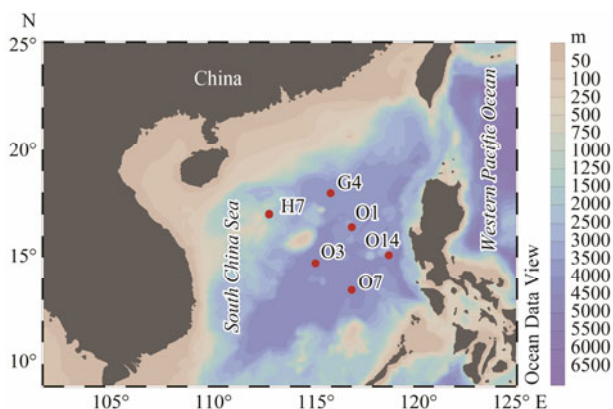 N
m
25°
20°
15°
10°
China
South China Sea
Western Pacific Ocean
G4
H7
O1
O14
O3
O7
105°
110°
115°
120°
125° E
Ocean Data View
50
100
250
500
750
1000
1500
2000
2500
3000
3500
4000
4500
5000
5500
6000
6500